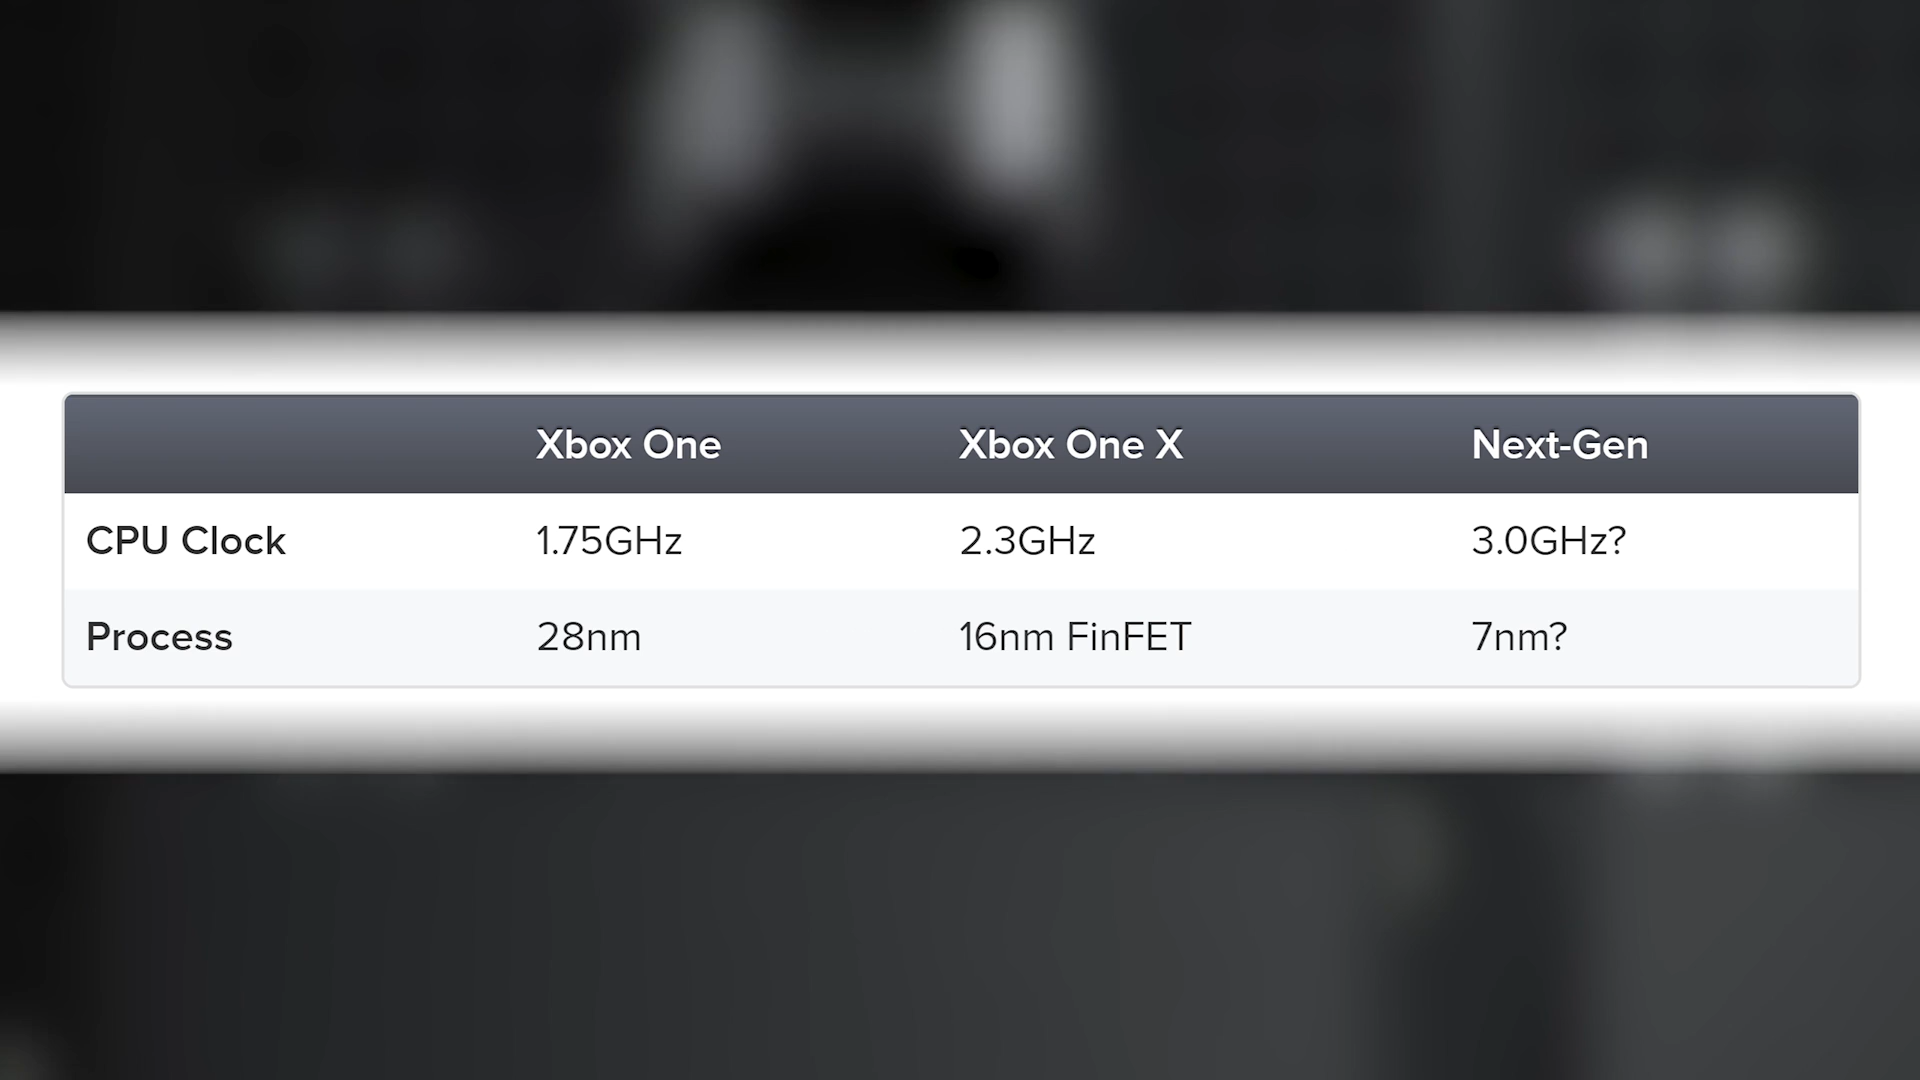 Xbox One Xbox One X Next-Gen
CPU Clock 1.75GHz 2.3GHz 3.0GHz?
Process 28nm 16nm FinFET 7nm?